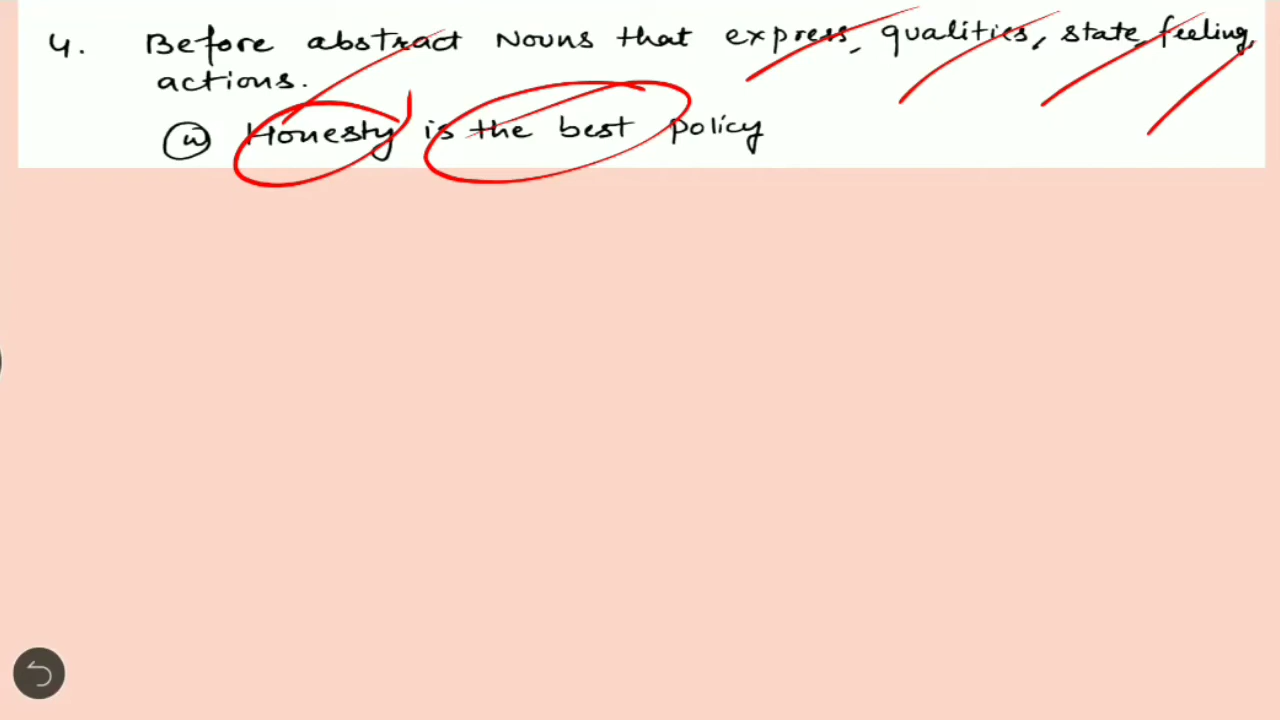 4. Before abstract Nouns that express, qualities, state, feeling,
actions.
(a) Honesty is the best policy